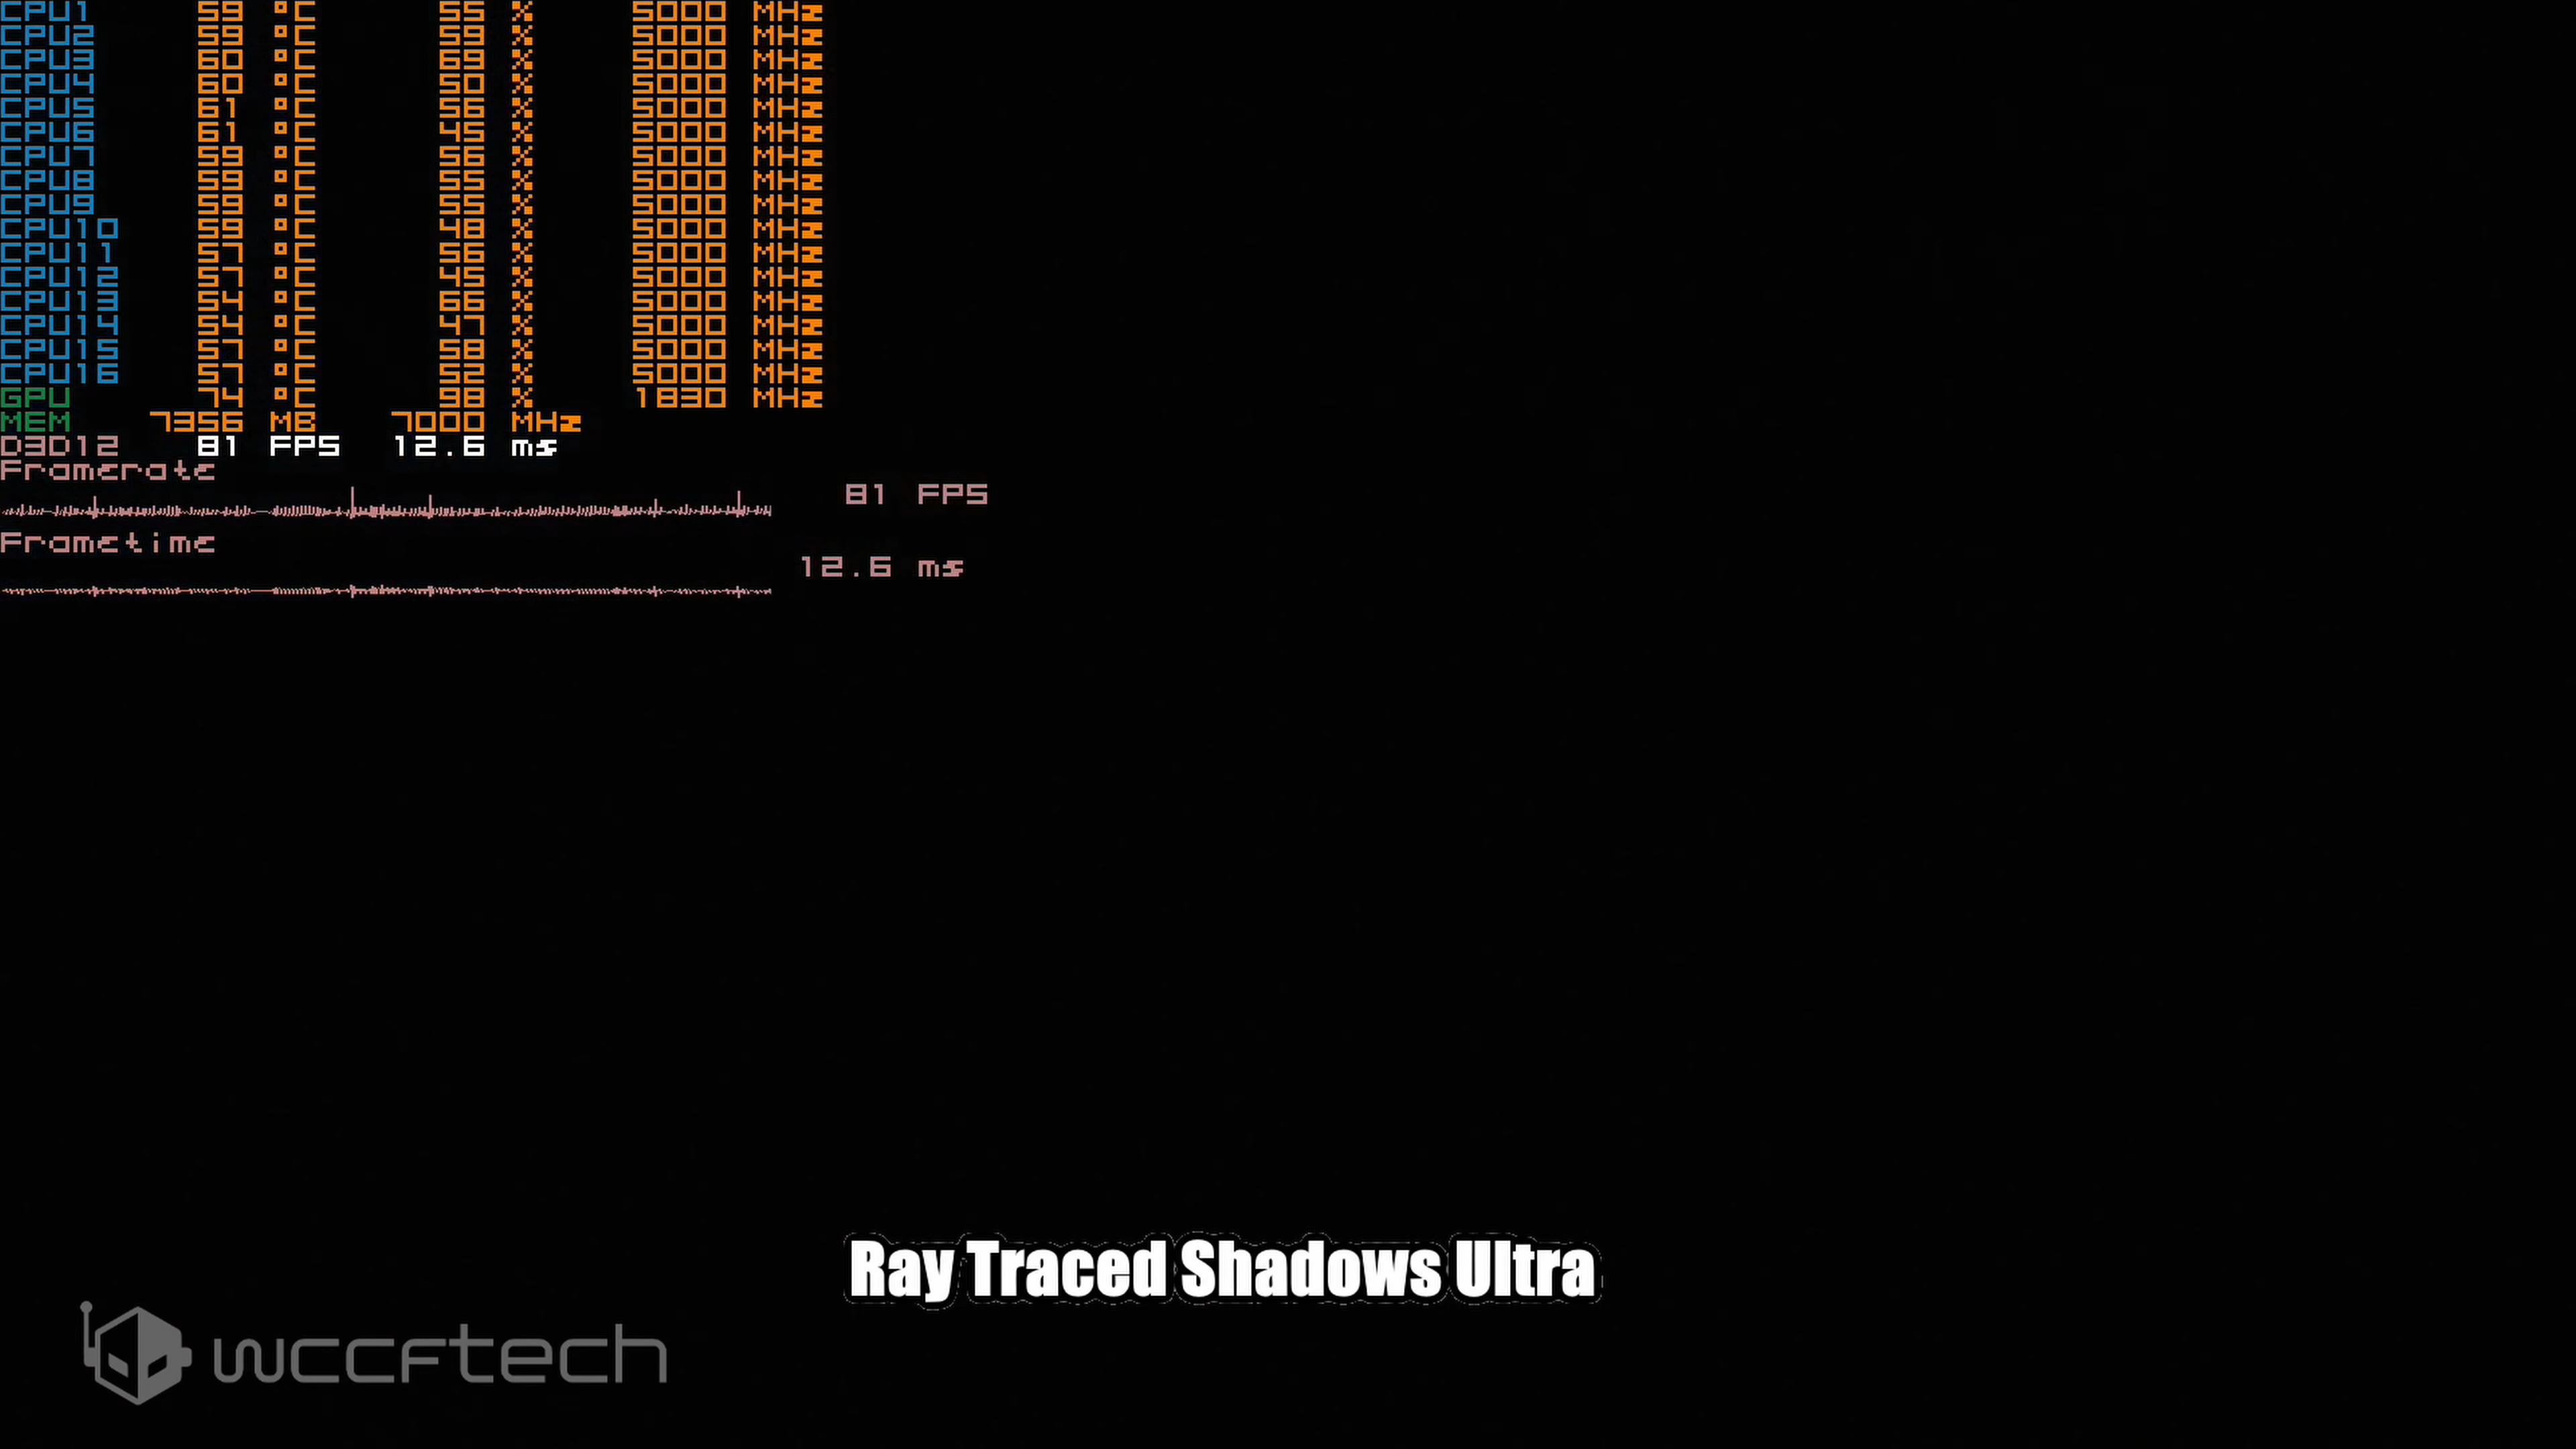 CPU1 59 °C 55 % 5000 MHz
CPU2 59 °C 59 % 5000 MHz
CPU3 60 °C 69 % 5000 MHz
CPU4 60 °C 50 % 5000 MHz
CPU5 61 °C 56 % 5000 MHz
CPU6 61 °C 45 % 5000 MHz
CPU7 59 °C 56 % 5000 MHz
CPU8 59 °C 55 % 5000 MHz
CPU9 59 °C 55 % 5000 MHz
CPU10 59 °C 48 % 5000 MHz
CPU11 57 °C 56 % 5000 MHz
CPU12 57 °C 45 % 5000 MHz
CPU13 54 °C 66 % 5000 MHz
CPU14 54 °C 47 % 5000 MHz
CPU15 57 °C 58 % 5000 MHz
CPU16 57 °C 52 % 5000 MHz
GPU 74 °C 98 % 1830 MHz
MEM 7356 MB 7000 MHz
D3D12 81 FPS 12.6 ms
Framerate
81 FPS
Frametime
12.6 ms
Ray Traced Shadows Ultra
wccftech